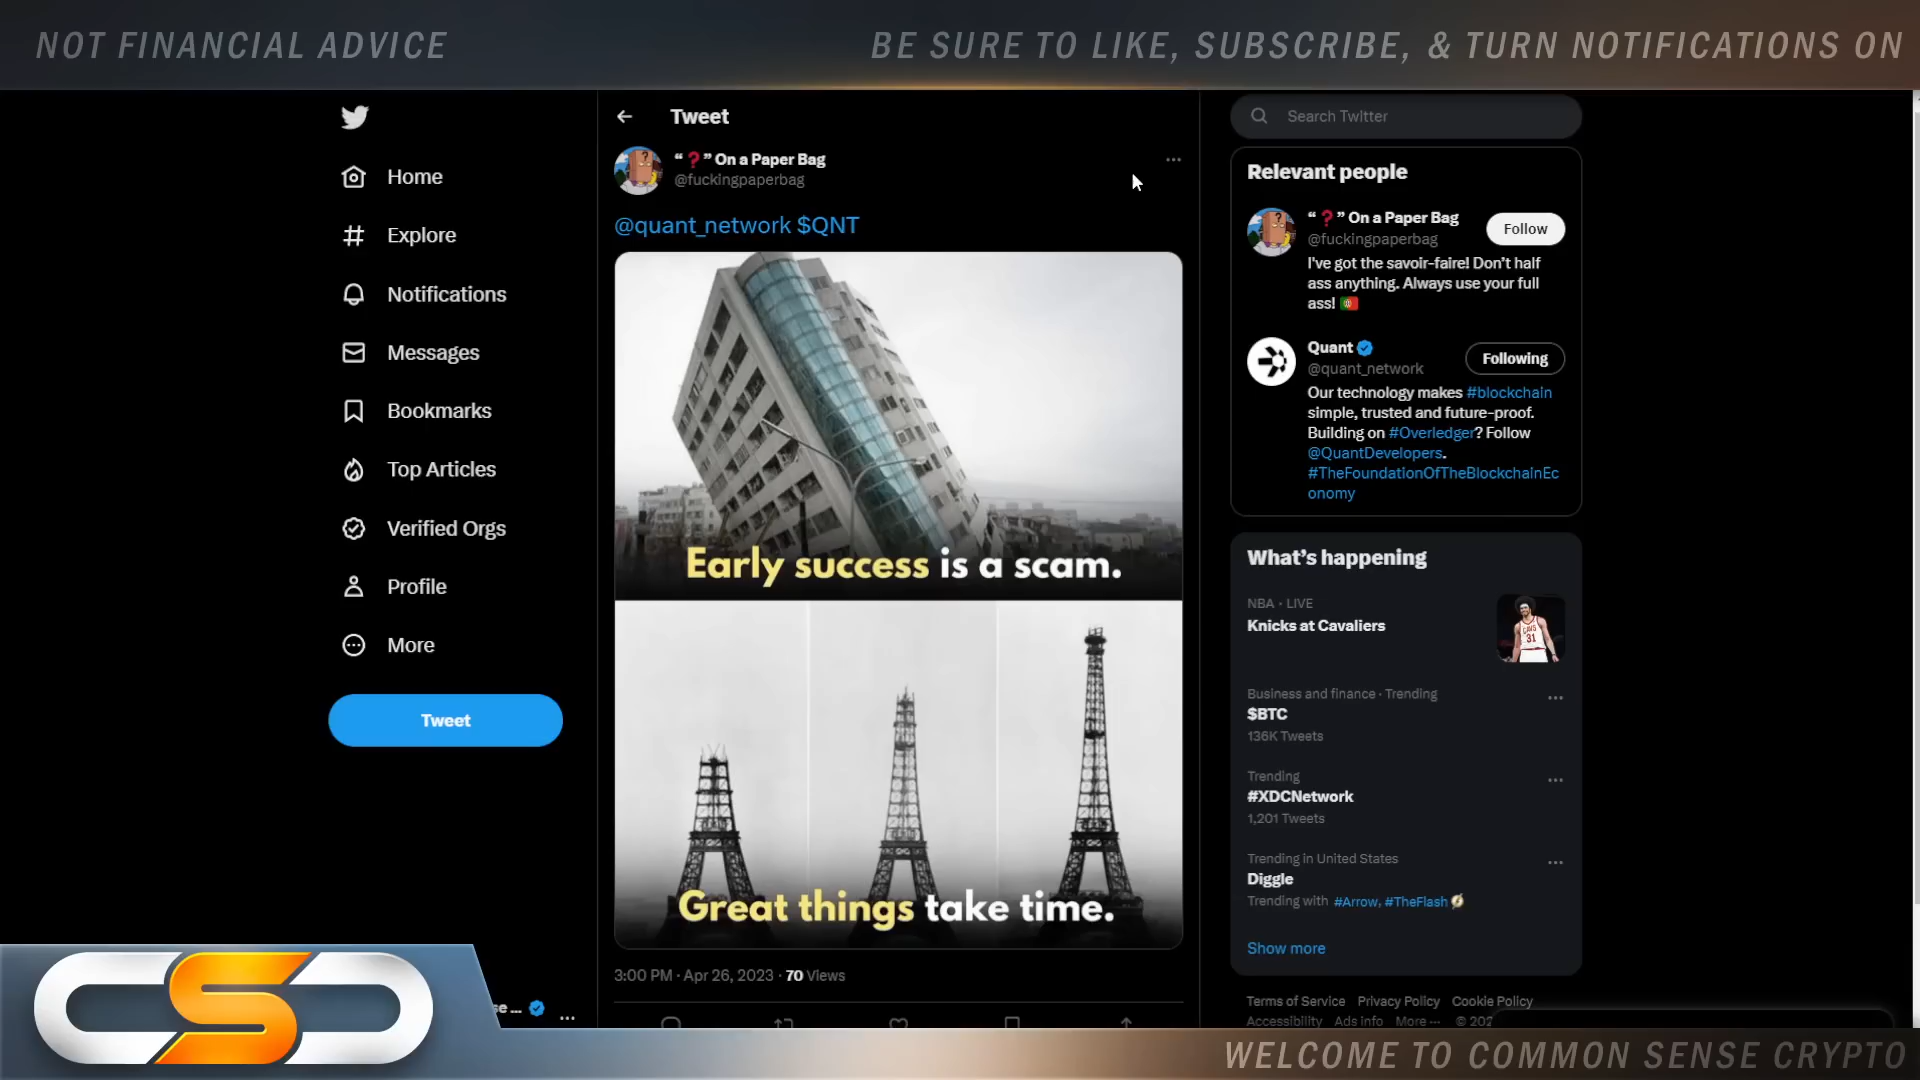 NOT FINANCIAL ADVICE
BE SURE TO LIKE, SUBSCRIBE, & TURN NOTIFICATIONS ON
Home
Explore
Notifications
Messages
Bookmarks
Top Articles
Verified Orgs
Profile
More
Tweet
Tweet
“❓” On a Paper Bag
@fuckingpaperbag
@quant_network $QNT
Early success is a scam.
Great things take time.
3:00 PM · Apr 26, 2023 · 70 Views
Search Twitter
Relevant people
“❓” On a Paper Bag
@fuckingpaperbag
Follow
I've got the savoir-faire! Don't half
ass anything. Always use your full
ass! 🇵🇹
Quant
@quant_network
Following
Our technology makes #blockchain
simple, trusted and future-proof.
Building on #Overledger? Follow
@QuantDevelopers.
#TheFoundationOfTheBlockchainEc
onomy
What's happening
NBA · LIVE
Knicks at Cavaliers
CAVS
31
Business and finance · Trending
$BTC
136K Tweets
Trending
#XDCNetwork
1,201 Tweets
Trending in United States
Diggle
Trending with #Arrow, #TheFlash
Show more
Terms of Service Privacy Policy Cookie Policy
Accessibility Ads info More ··· © 202
se ...
CSC
WELCOME TO COMMON SENSE CRYPTO